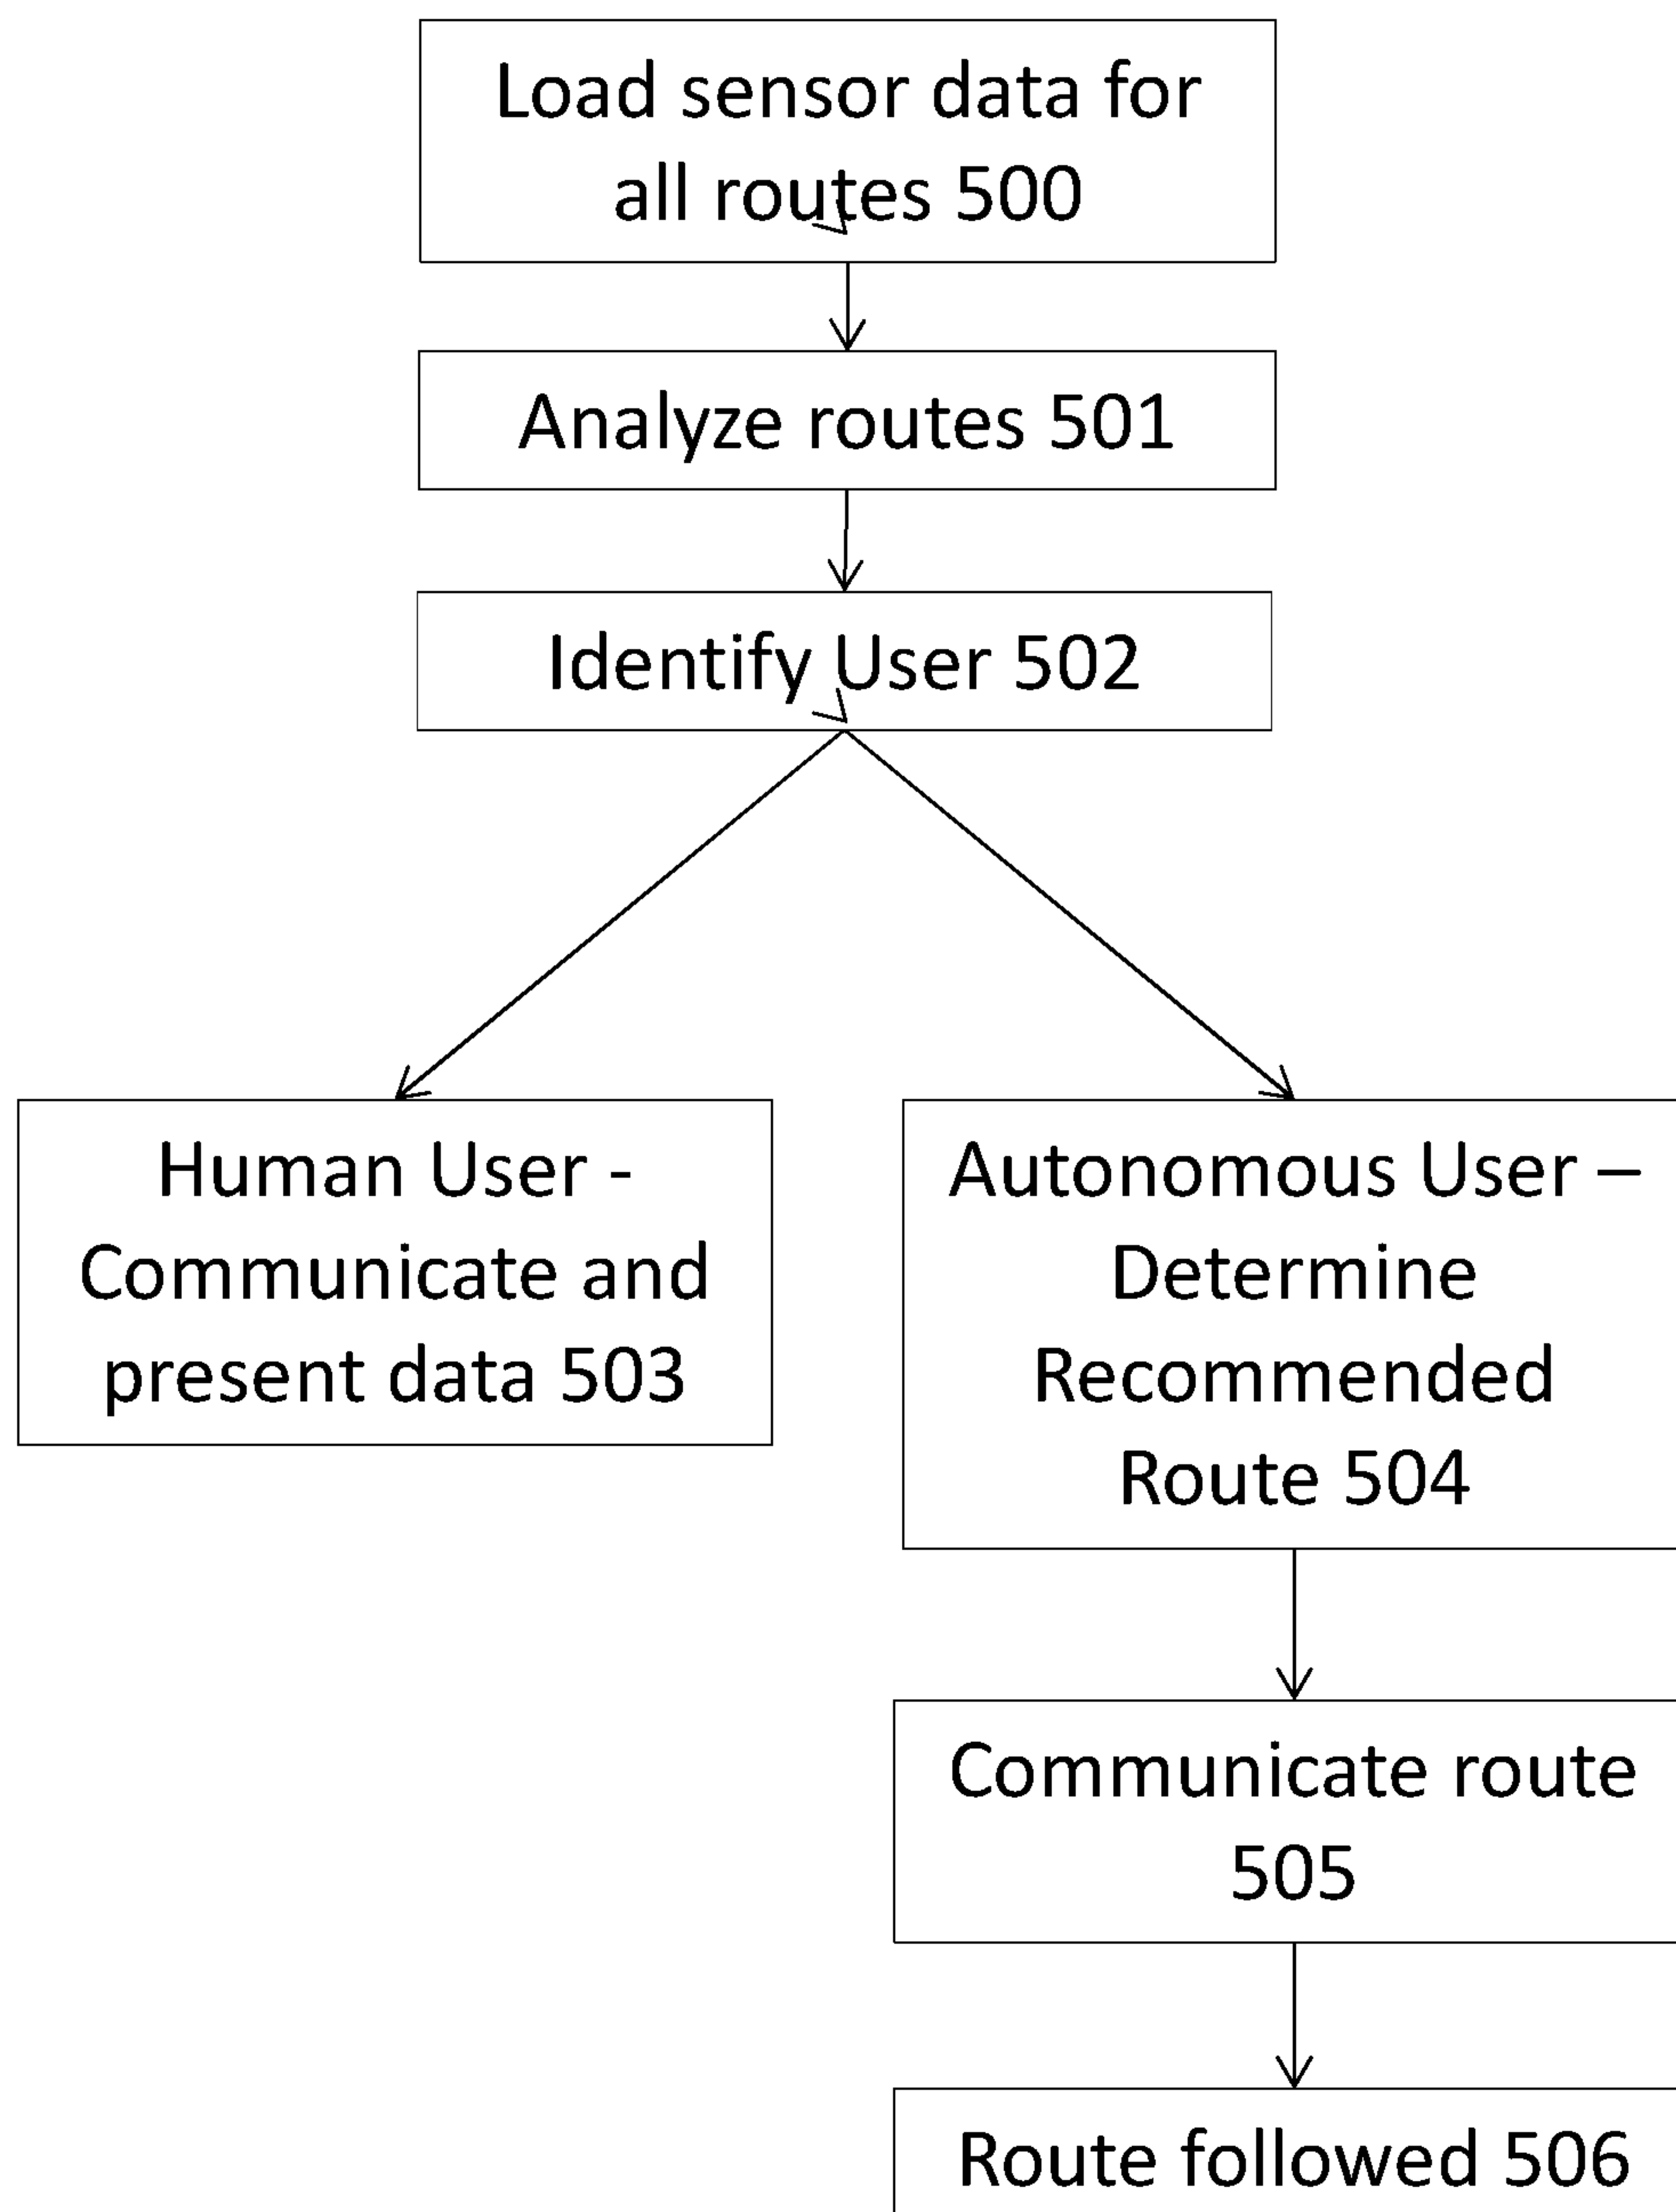 Load sensor data for
all routes 500
Analyze routes 501
Identify User 502
Human User -
Communicate and
present data 503
Autonomous User –
Determine
Recommended
Route 504
Communicate route
505
Route followed 506